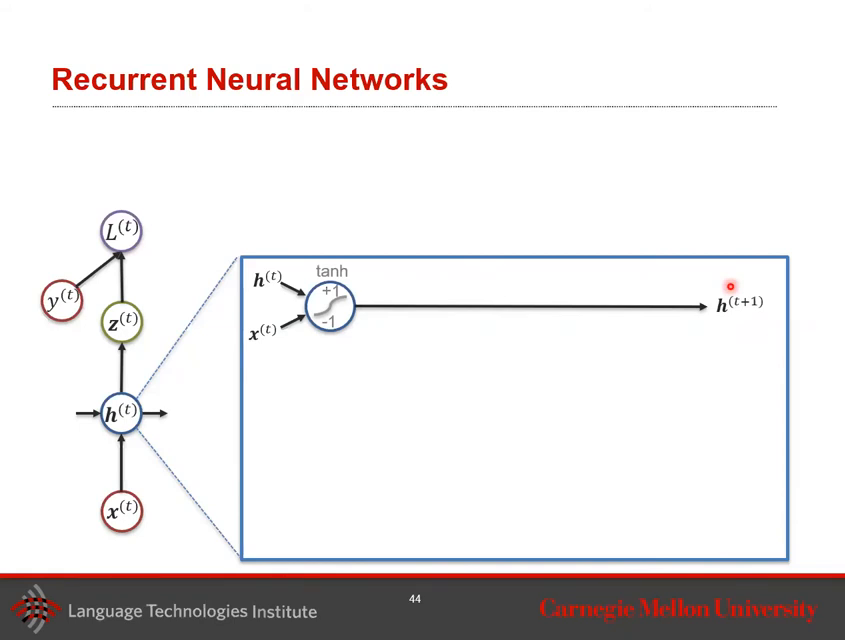 Recurrent Neural Networks
L(t)
y(t)
z(t)
h(t)
x(t)
tanh
h(t)
+1
-1
x(t)
h(t+1)
Language Technologies Institute
44
Carnegie Mellon University